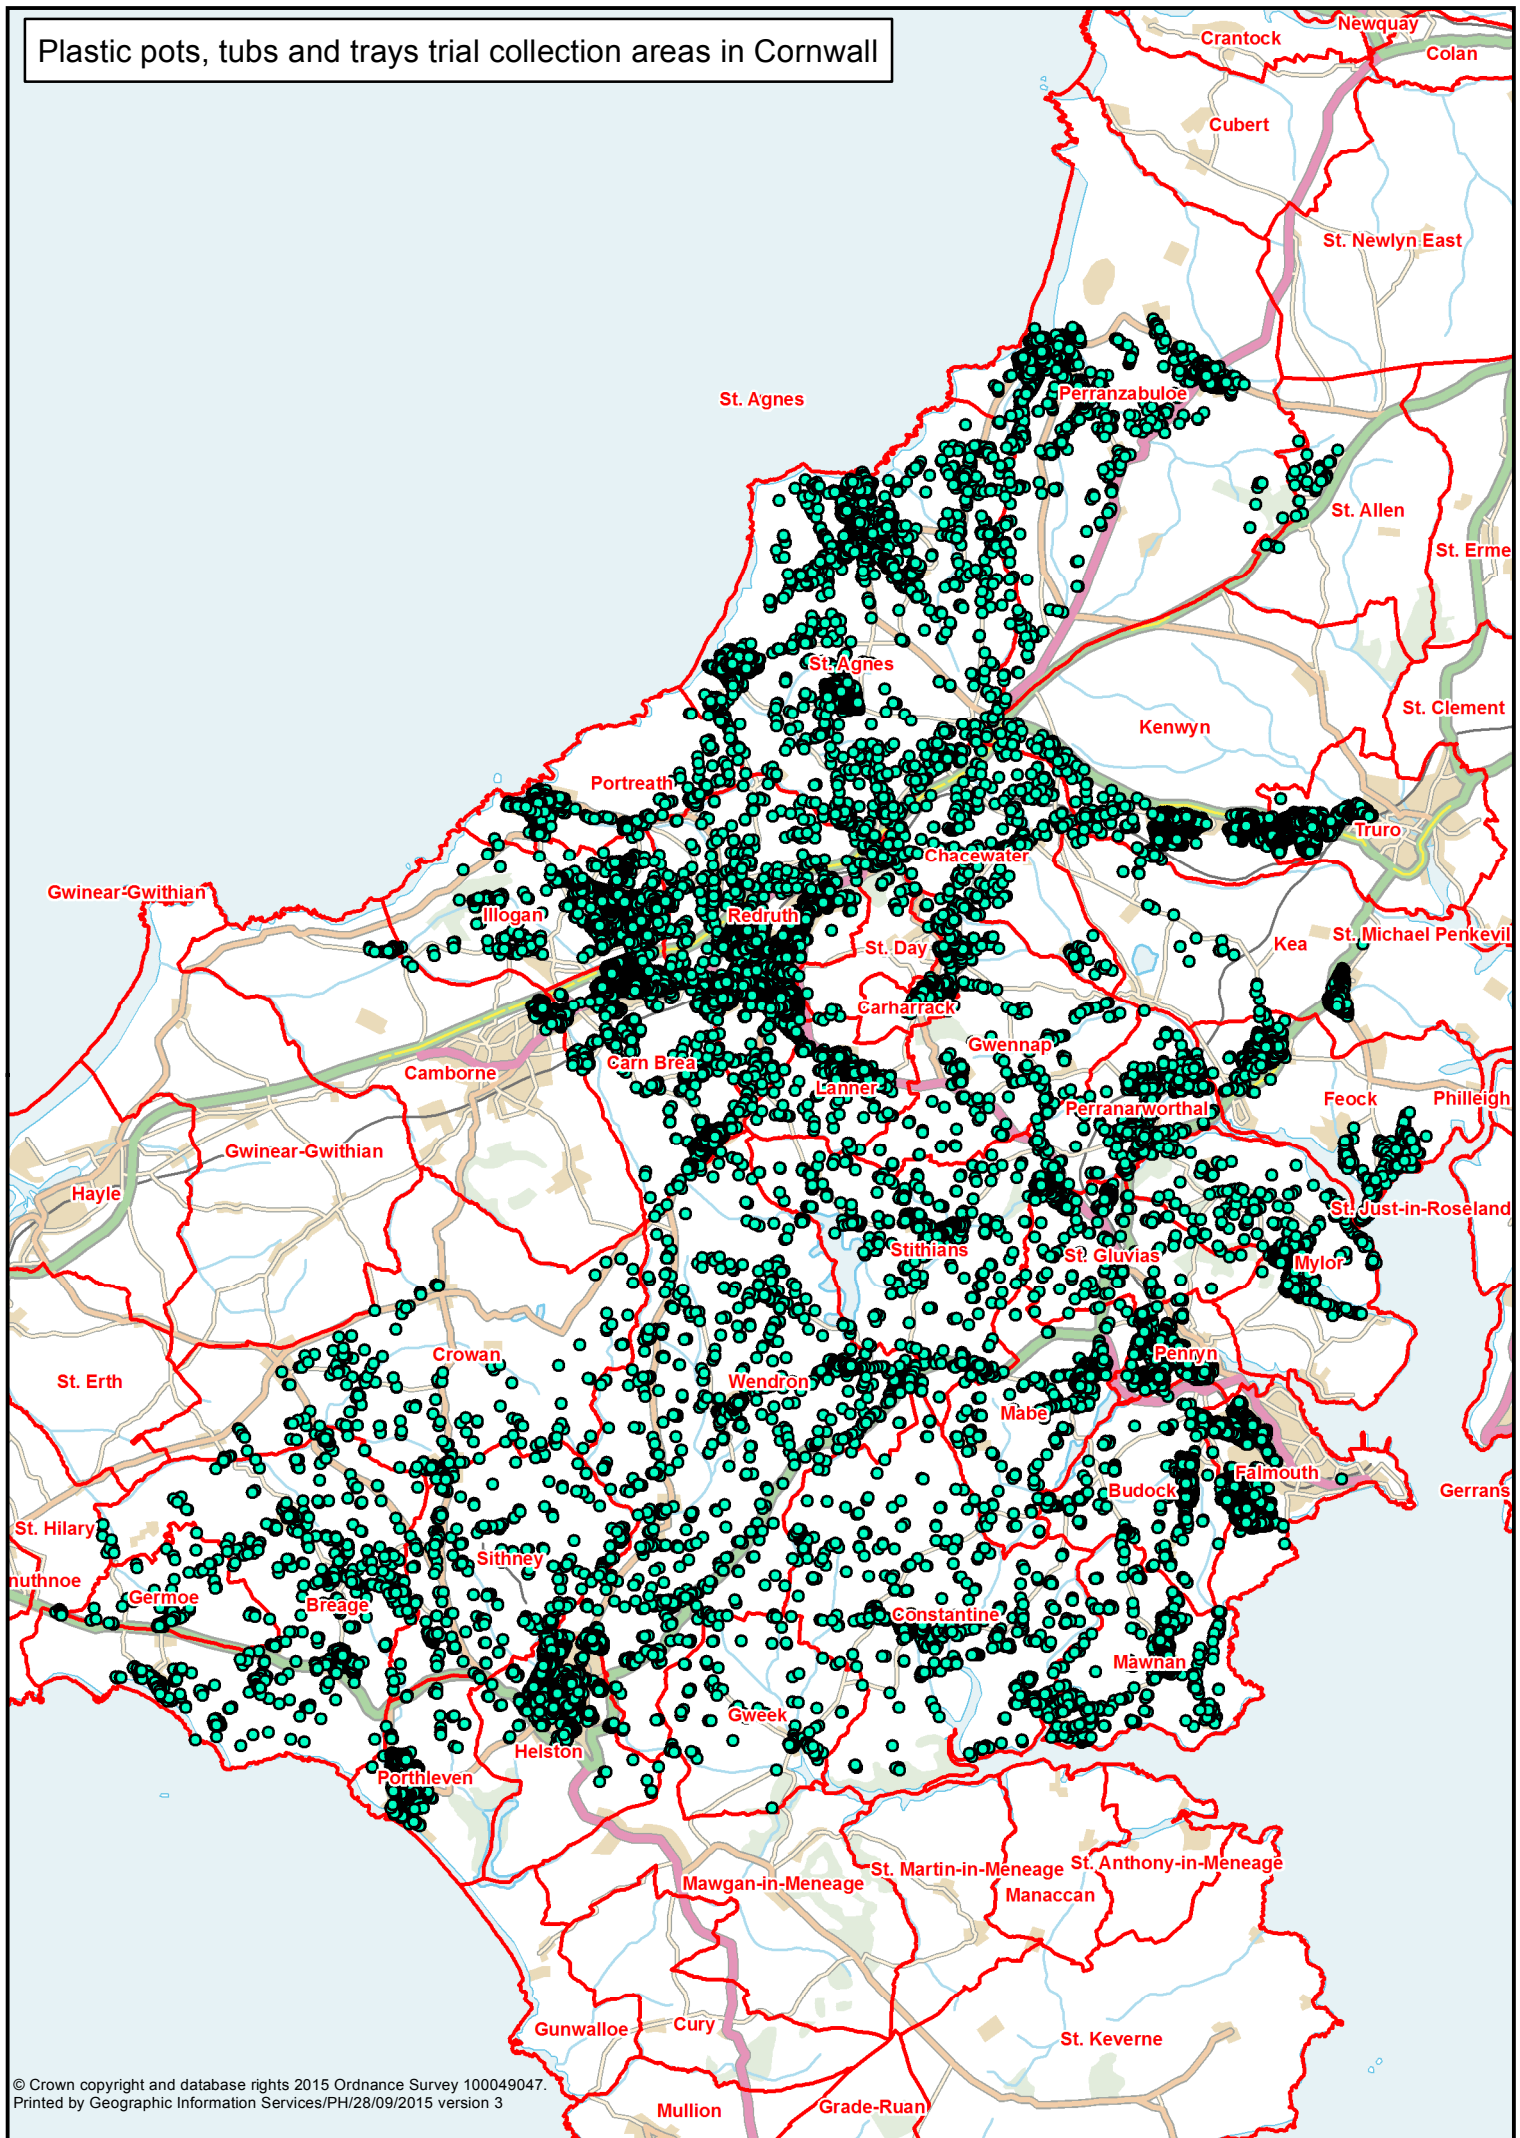 Plastic pots, tubs and trays trial collection areas in Cornwall
Newquay
Crantock
Colan
Cubert
St. Newlyn East
St. Agnes
Perranzabuloe
St. Allen
St. Erme
St. Agnes
St. Clement
Kenwyn
Portreath
Truro
Chacewater
Gwinear-Gwithian
Illogan
Redruth
St. Day
Kea
St. Michael Penkevil
Carharrack
Gwennap
Carn Brea
Camborne
Lanner
Perranarworthal
Feock
Philleigh
Gwinear-Gwithian
Hayle
St. Just-in-Roseland
Stithians
St. Gluvias
Mylor
Crowan
Penryn
St. Erth
Wendron
Mabe
Falmouth
Budock
Gerrans
St. Hilary
Sithney
nuthnoe
Germoe
Breage
Constantine
Mawnan
Gweek
Helston
Porthleven
St. Martin-in-Meneage
St. Anthony-in-Meneage
Mawgan-in-Meneage
Manaccan
Gunwalloe
Cury
St. Keverne
© Crown copyright and database rights 2015 Ordnance Survey 100049047.
Printed by Geographic Information Services/PH/28/09/2015 version 3
Mullion
Grade-Ruan